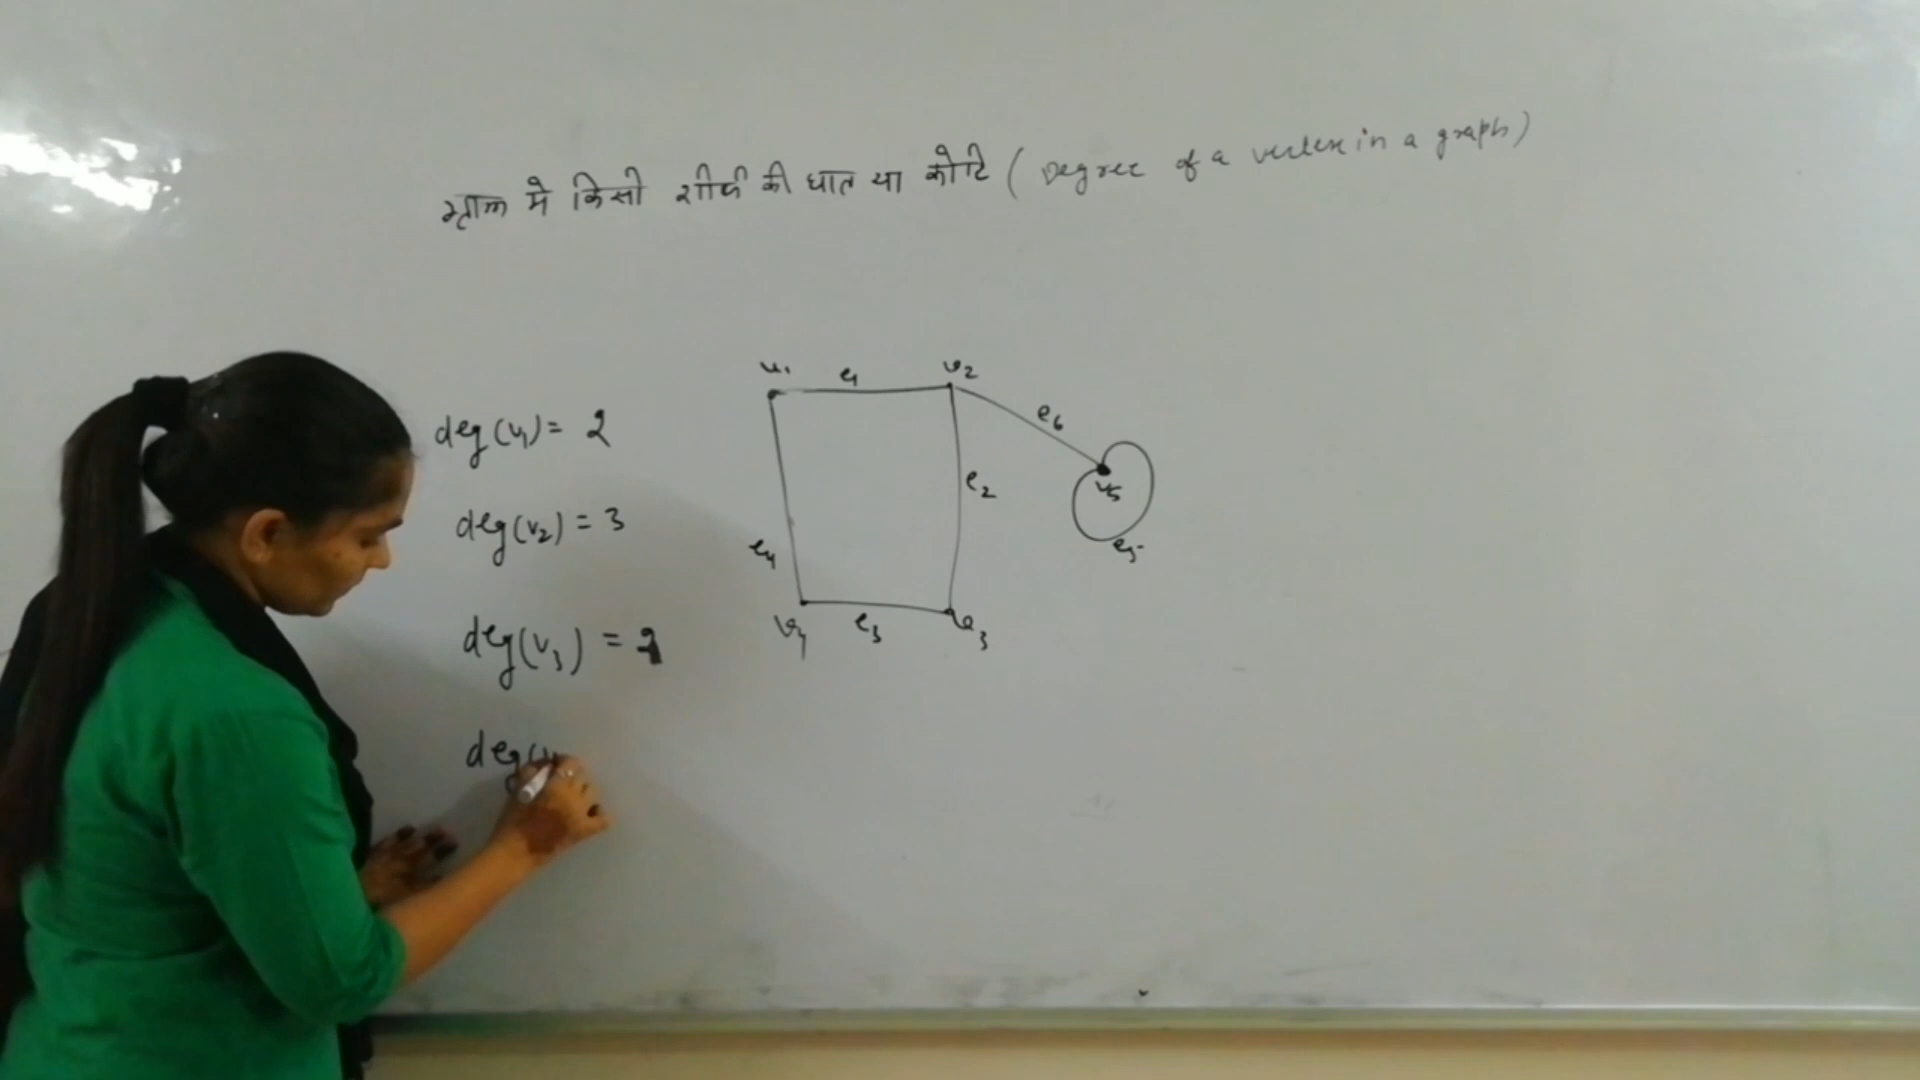 ग्राफ मे किसी शीर्ष की घात या कोटि ( Degree of a vertex in a graph)
deg(v₁) = 2
deg(v₂) = 3
deg(v₃) = 2
deg(v
v₁ e₁ v₂
e₆
e₂
v₅
e₄
e₅
v₄ e₃ v₃